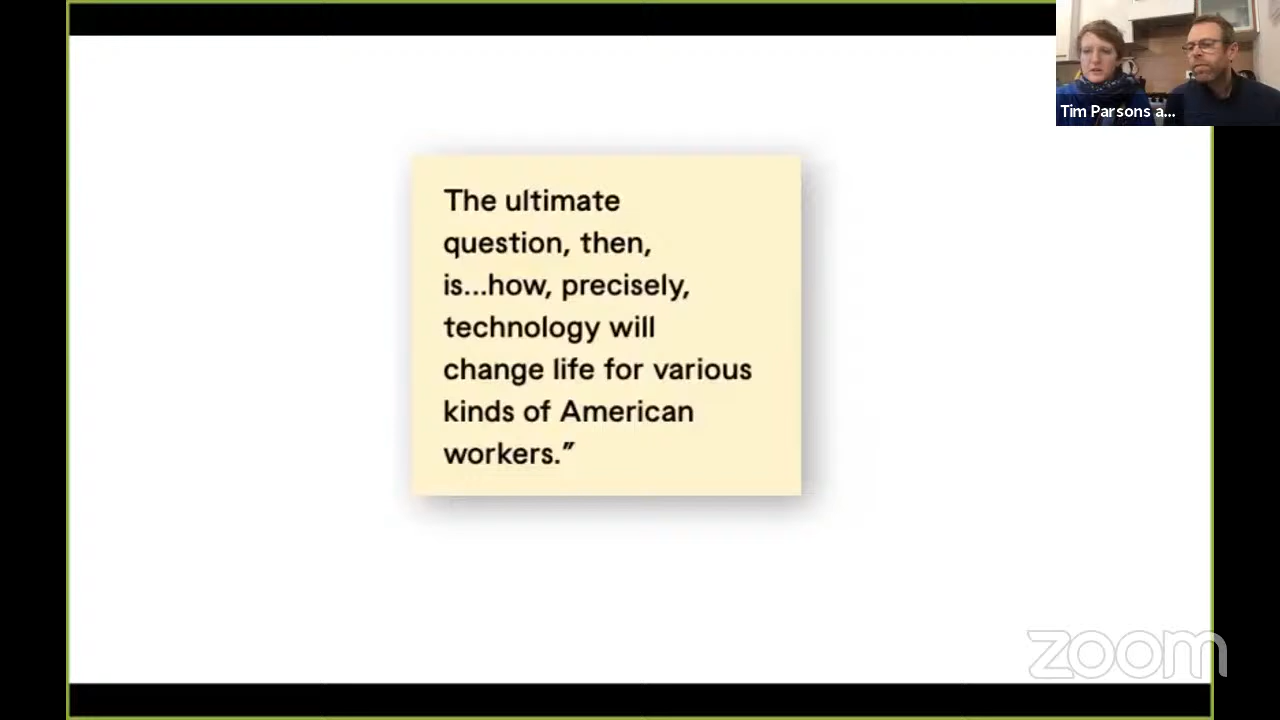 Tim Parsons a...
The ultimate
question, then,
is...how, precisely,
technology will
change life for various
kinds of American
workers.”
zoom